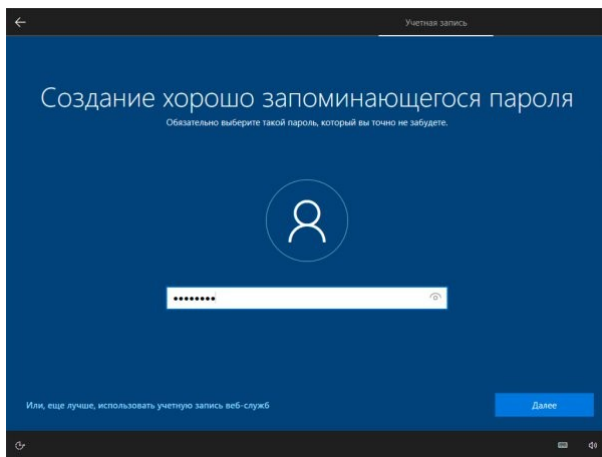 Учетная запись
Создание хорошо запоминающегося пароля
Обязательно выберите такой пароль, который вы точно не забудете.
••••••••
Или, еще лучше, использовать учетную запись веб-служб
Далее